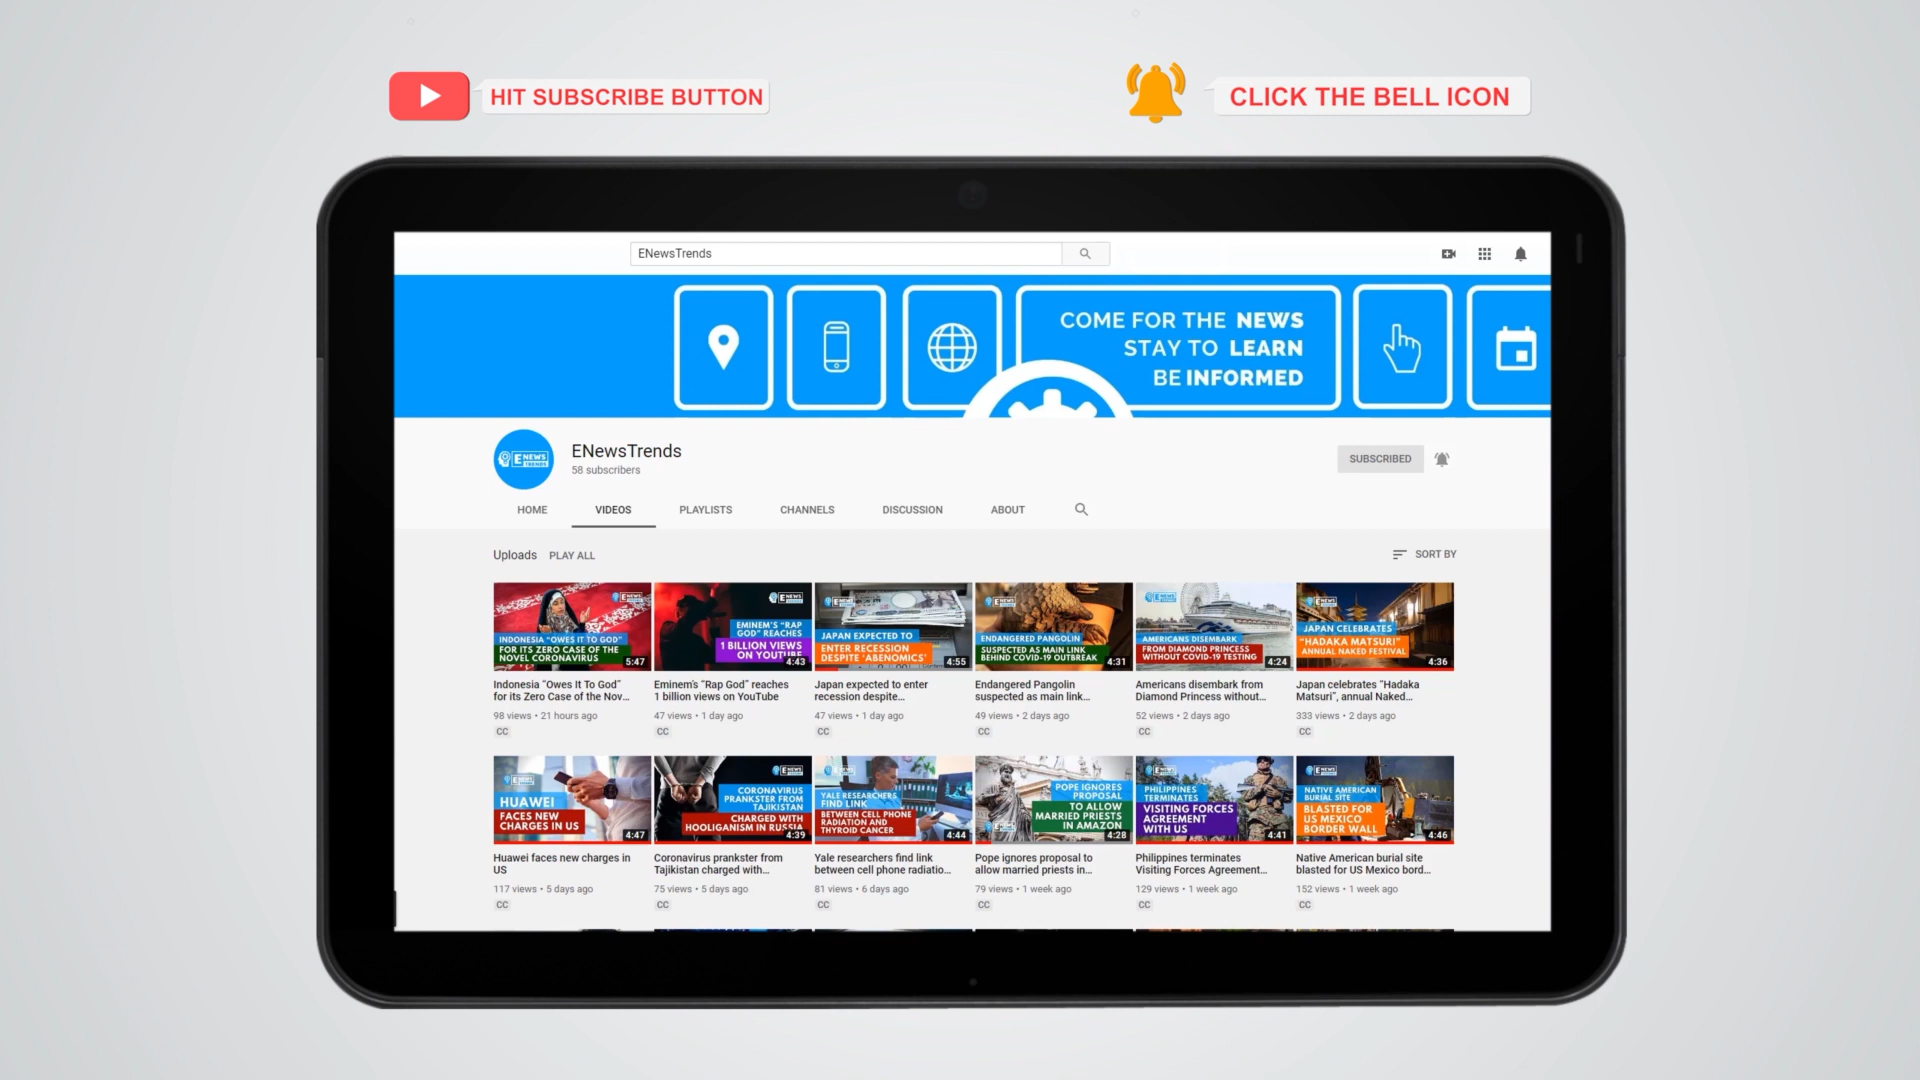 HIT SUBSCRIBE BUTTON
CLICK THE BELL ICON
ENewsTrends
COME FOR THE NEWS
STAY TO LEARN
BE INFORMED
E NEWS
TRENDS
ENewsTrends
58 subscribers
SUBSCRIBED
HOME VIDEOS PLAYLISTS CHANNELS DISCUSSION ABOUT
Uploads PLAY ALL
SORT BY
INDONESIA "OWES IT TO GOD"
FOR ITS ZERO CASE OF THE
NOVEL CORONAVIRUS
5:47
Indonesia "Owes It To God"
for its Zero Case of the Nov...
98 views • 21 hours ago
CC
EMINEM'S "RAP
GOD" REACHES
1 BILLION VIEWS
ON YOUTUBE
4:43
Eminem's "Rap God" reaches
1 billion views on YouTube
47 views • 1 day ago
CC
JAPAN EXPECTED TO
ENTER RECESSION
DESPITE 'ABENOMICS'
4:55
Japan expected to enter
recession despite...
47 views • 1 day ago
CC
ENDANGERED PANGOLIN
SUSPECTED AS MAIN LINK
BEHIND COVID-19 OUTBREAK
4:31
Endangered Pangolin
suspected as main link...
49 views • 2 days ago
CC
AMERICANS DISEMBARK
FROM DIAMOND PRINCESS
WITHOUT COVID-19 TESTING
4:24
Americans disembark from
Diamond Princess without...
52 views • 2 days ago
CC
JAPAN CELEBRATES
"HADAKA MATSURI"
ANNUAL NAKED FESTIVAL
4:36
Japan celebrates "Hadaka
Matsuri", annual Naked...
333 views • 2 days ago
CC
HUAWEI
FACES NEW
CHARGES IN US
4:47
Huawei faces new charges in
US
117 views • 5 days ago
CC
CORONAVIRUS
PRANKSTER FROM
TAJIKISTAN
CHARGED WITH
HOOLIGANISM IN RUSSIA
4:39
Coronavirus prankster from
Tajikistan charged with...
75 views • 5 days ago
CC
YALE RESEARCHERS
FIND LINK
BETWEEN CELL PHONE
RADIATION AND
THYROID CANCER
4:44
Yale researchers find link
between cell phone radiatio...
81 views • 6 days ago
CC
POPE IGNORES
PROPOSAL
TO ALLOW
MARRIED PRIESTS
IN AMAZON
4:28
Pope ignores proposal to
allow married priests in...
79 views • 1 week ago
CC
PHILIPPINES
TERMINATES
VISITING FORCES
AGREEMENT
WITH US
4:41
Philippines terminates
Visiting Forces Agreement...
129 views • 1 week ago
CC
NATIVE AMERICAN
BURIAL SITE
BLASTED FOR
US MEXICO
BORDER WALL
4:46
Native American burial site
blasted for US Mexico bord...
152 views • 1 week ago
CC